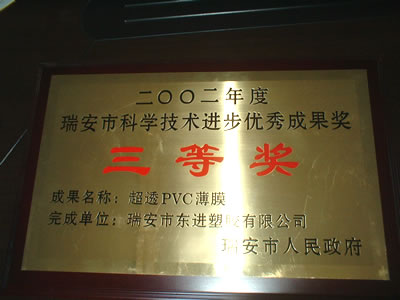 二〇〇二年度
瑞安市科学技术进步优秀成果奖
三等奖
成果名称：超透PVC薄膜
完成单位：瑞安市东进塑胶有限公司
瑞安市人民政府